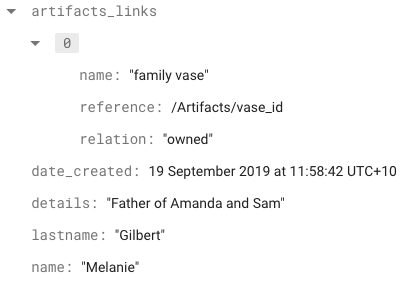 artifacts_links
0
name: "family vase"
reference: /Artifacts/vase_id
relation: "owned"
date_created: 19 September 2019 at 11:58:42 UTC+10
details: "Father of Amanda and Sam"
lastname: "Gilbert"
name: "Melanie"